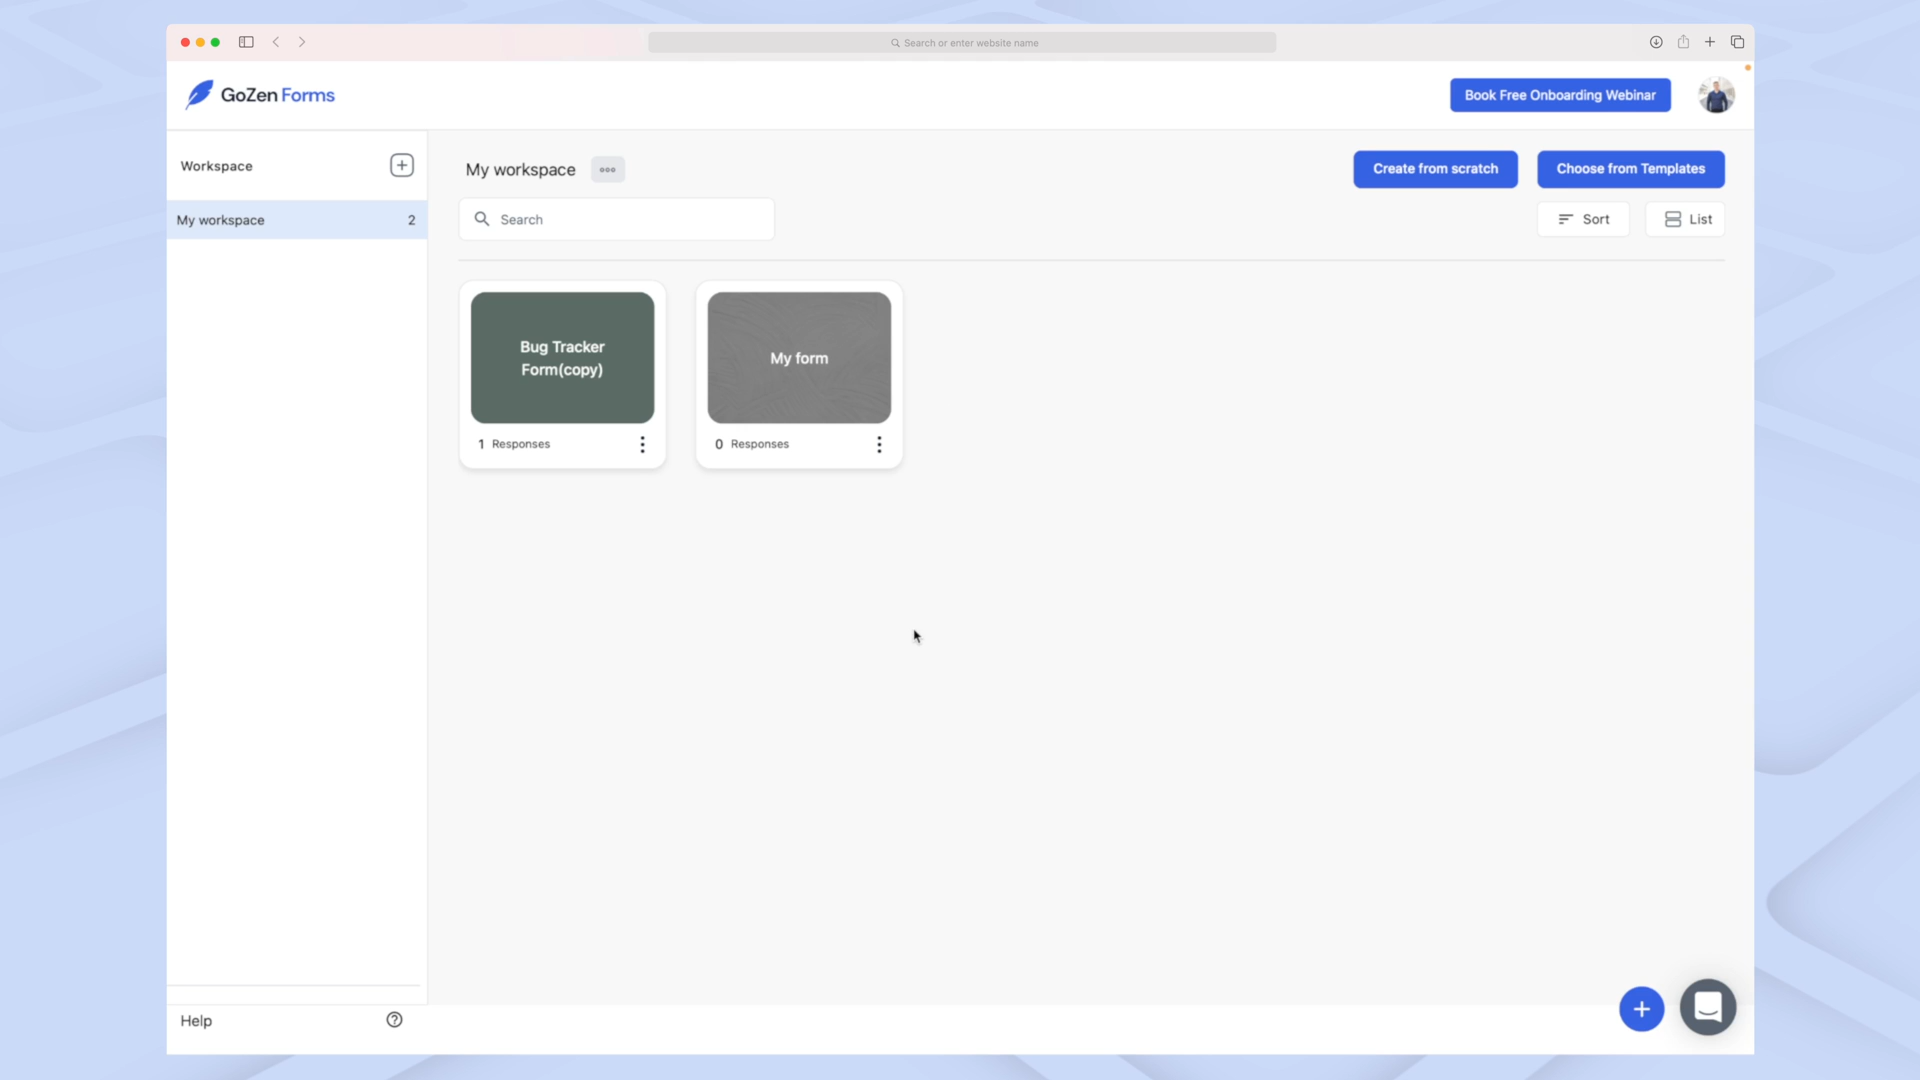 Search or enter website name
GoZen Forms
Book Free Onboarding Webinar
Workspace
My workspace 2
My workspace
Create from scratch
Choose from Templates
Search
Sort
List
Bug Tracker
Form(copy)
1 Responses
My form
0 Responses
Help